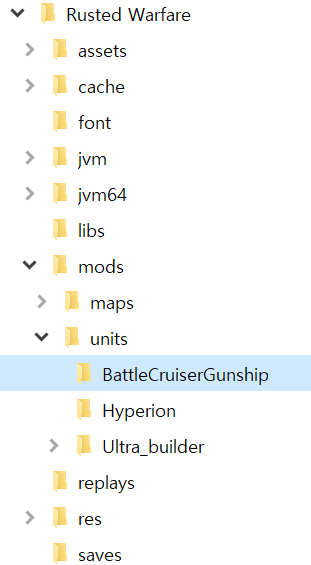 Rusted Warfare
assets
cache
font
jvm
jvm64
libs
mods
maps
units
BattleCruiserGunship
Hyperion
Ultra_builder
replays
res
saves